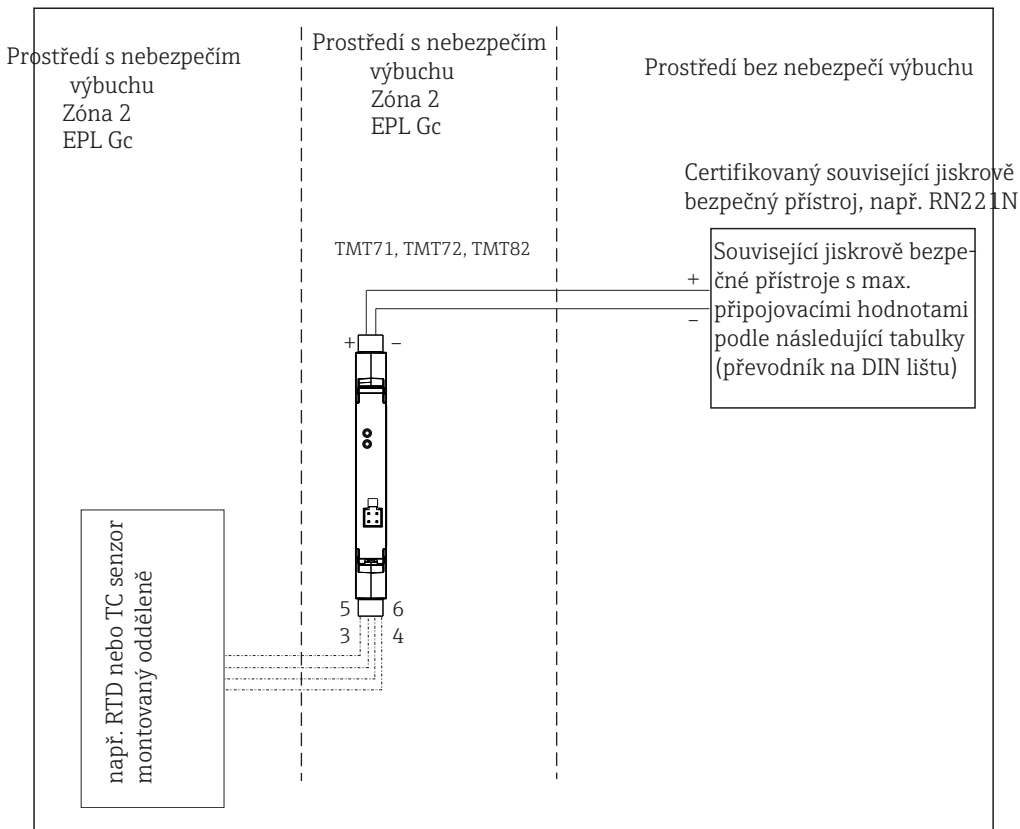 Prostředí s nebezpečím
výbuchu
Zóna 2
EPL Gc
Prostředí s nebezpečím
výbuchu
Zóna 2
EPL Gc
Prostředí bez nebezpečí výbuchu
Certifikovaný související jiskrově
bezpečný přístroj, např. RN221N
TMT71, TMT72, TMT82
Související jiskrově bezpe-
čné přístroje s max.
připojovacími hodnotami
podle následující tabulky
(převodník na DIN lištu)
+
–
+ –
5 6
3 4
např. RTD nebo TC senzor
montovaný odděleně